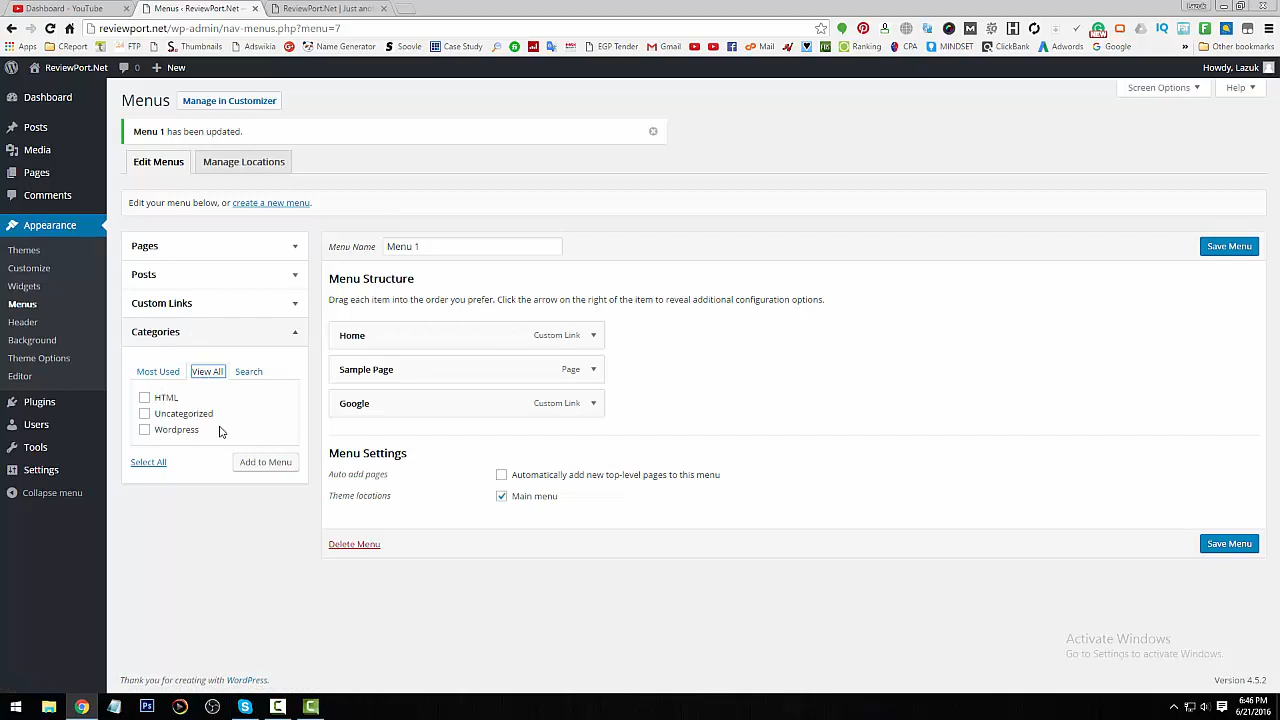 Dashboard - YouTube
Menus ‹ ReviewPort.Net —
ReviewPort.Net | Just anot
reviewport.net/wp-admin/nav-menus.php?menu=7
Apps CReport FTP Thumbnails Adswikia Name Generator Google Case Study EGP Tender Gmail Mail Ranking CPA MINDSET ClickBank Adwords Google » Other bookmarks
ReviewPort.Net 0 + New Howdy, Lazuk
Dashboard
Posts
Media
Pages
Comments
Appearance
Themes
Customize
Widgets
Menus
Header
Background
Theme Options
Editor
Plugins
Users
Tools
Settings
Collapse menu
Screen Options Help
Menus Manage in Customizer
Menu 1 has been updated.
Edit Menus Manage Locations
Edit your menu below, or create a new menu.
Pages
Posts
Custom Links
Categories
Most Used View All Search
HTML
Uncategorized
Wordpress
Select All Add to Menu
Menu Name Menu 1 Save Menu
Menu Structure
Drag each item into the order you prefer. Click the arrow on the right of the item to reveal additional configuration options.
Home Custom Link
Sample Page Page
Google Custom Link
Menu Settings
Auto add pages Automatically add new top-level pages to this menu
Theme locations Main menu
Delete Menu Save Menu
Activate Windows
Go to Settings to activate Windows.
Thank you for creating with WordPress. Version 4.5.2
6:46 PM
6/21/2016